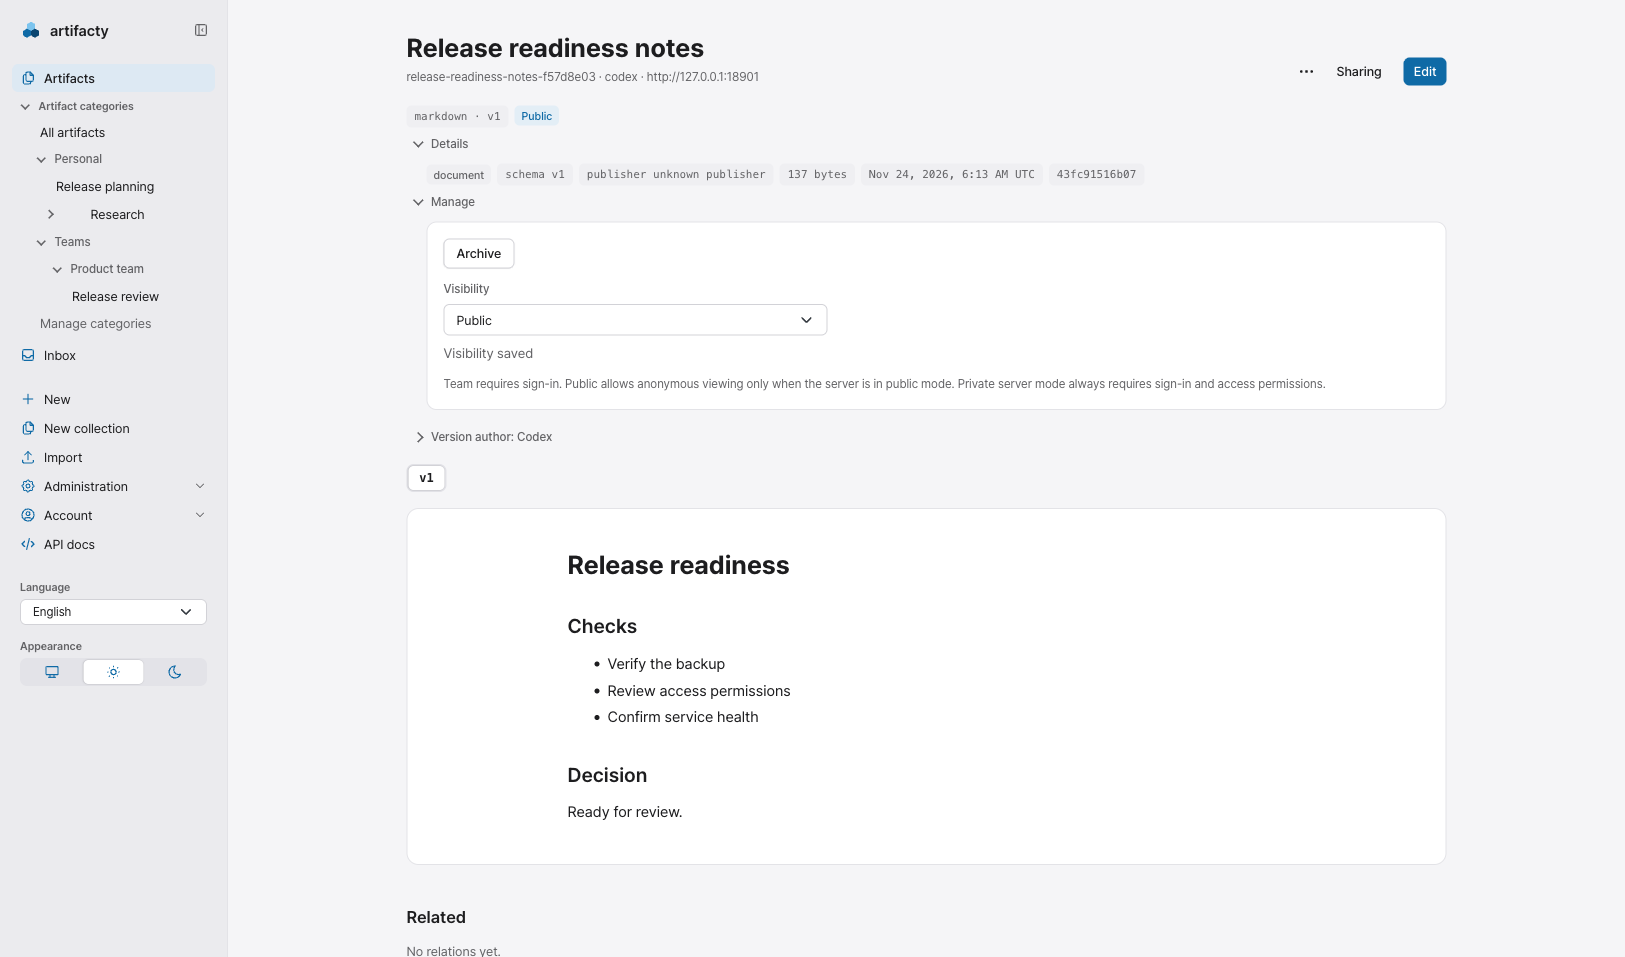 artifacty
Artifacts
Artifact categories
All artifacts
Personal
Release planning
Research
Teams
Product team
Release review
Manage categories
Inbox
New
New collection
Import
Administration
Account
API docs
Language
English
Appearance
Release readiness notes
release-readiness-notes-f57d8e03 · codex · http://127.0.0.1:18901
Sharing
Edit
markdown · v1
Public
Details
document
schema v1
publisher unknown publisher
137 bytes
Nov 24, 2026, 6:13 AM UTC
43fc91516b07
Manage
Archive
Visibility
Public
Visibility saved
Team requires sign-in. Public allows anonymous viewing only when the server is in public mode. Private server mode always requires sign-in and access permissions.
Version author: Codex
v1
Release readiness
Checks
• Verify the backup
• Review access permissions
• Confirm service health
Decision
Ready for review.
Related
No relations yet.